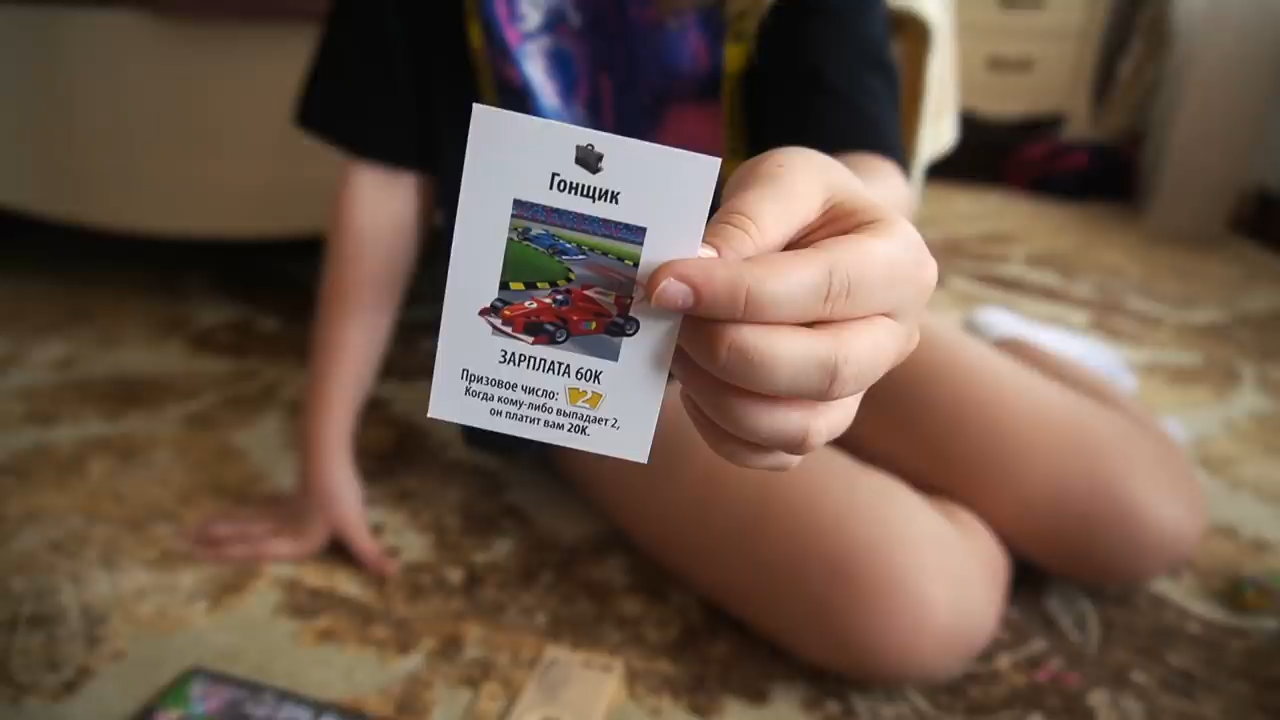 Гонщик
ЗАРПЛАТА 60К
Призовое число: 2
Когда кому-либо выпадает 2,
он платит вам 20К.